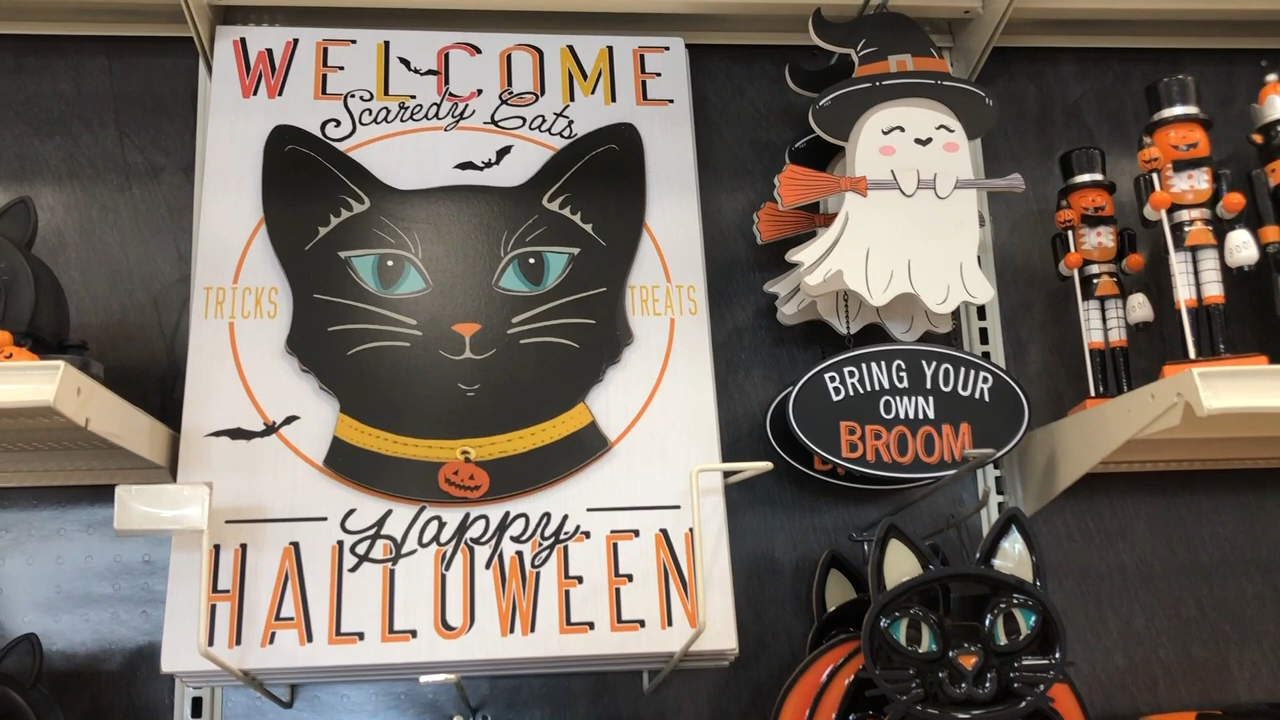 WELCOME
Scaredy Cats
TRICKS
TREATS
Happy
HALLOWEEN
BRING YOUR
OWN
BROOM